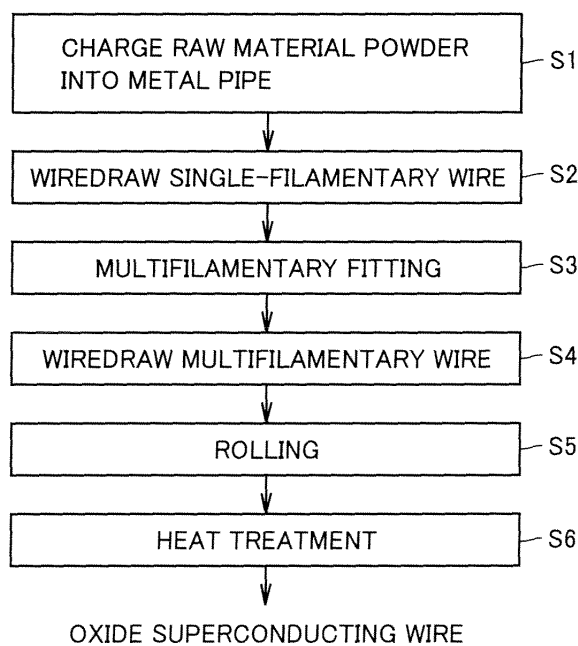 CHARGE RAW MATERIAL POWDER
INTO METAL PIPE
S1
WIREDRAW SINGLE-FILAMENTARY WIRE
S2
MULTIFILAMENTARY FITTING
S3
WIREDRAW MULTIFILAMENTARY WIRE
S4
ROLLING
S5
HEAT TREATMENT
S6
OXIDE SUPERCONDUCTING WIRE